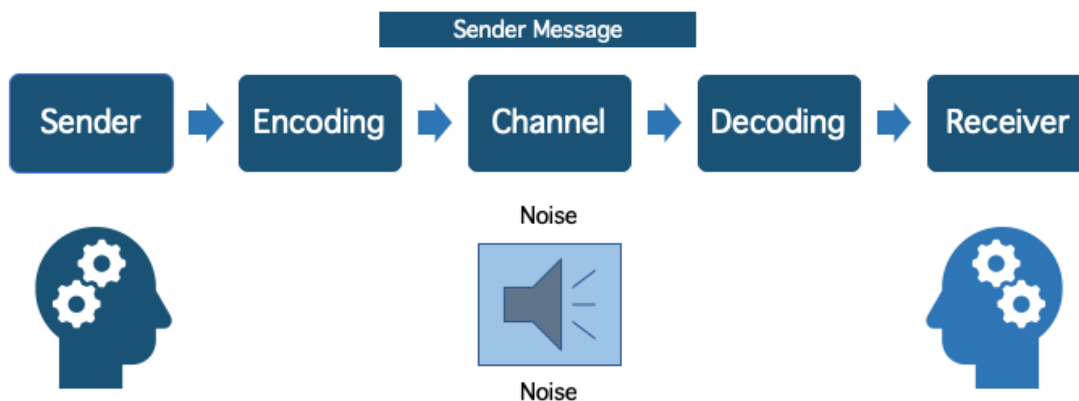 Sender Message
Sender
Encoding
Channel
Decoding
Receiver
Noise
Noise